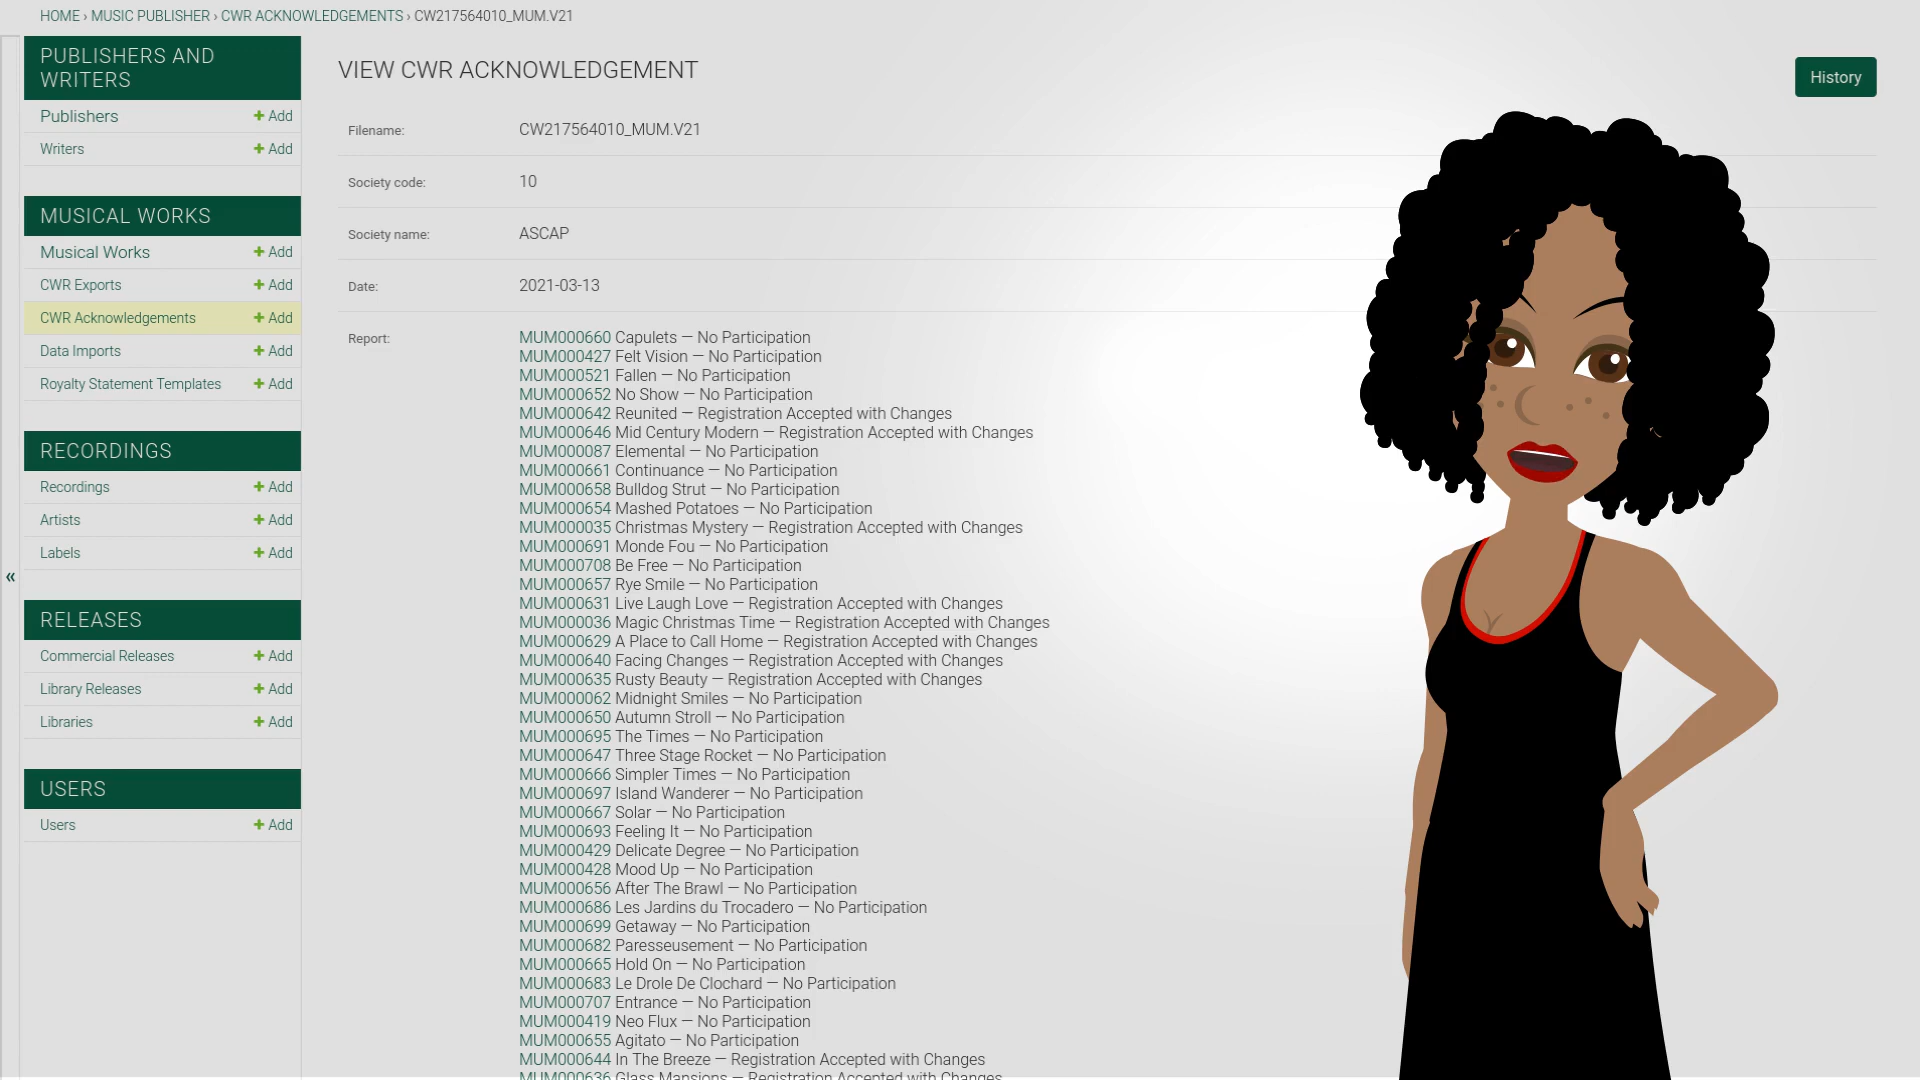 HOME › MUSIC PUBLISHER › CWR ACKNOWLEDGEMENTS › CW217564010_MUM.V21
PUBLISHERS AND
WRITERS
Publishers + Add
Writers + Add
MUSICAL WORKS
Musical Works + Add
CWR Exports + Add
CWR Acknowledgements + Add
Data Imports + Add
Royalty Statement Templates + Add
RECORDINGS
Recordings + Add
Artists + Add
Labels + Add
«
RELEASES
Commercial Releases + Add
Library Releases + Add
Libraries + Add
USERS
Users + Add
VIEW CWR ACKNOWLEDGEMENT
History
Filename: CW217564010_MUM.V21
Society code: 10
Society name: ASCAP
Date: 2021-03-13
Report: MUM000660 Capulets — No Participation
MUM000427 Felt Vision — No Participation
MUM000521 Fallen — No Participation
MUM000652 No Show — No Participation
MUM000642 Reunited — Registration Accepted with Changes
MUM000646 Mid Century Modern — Registration Accepted with Changes
MUM000087 Elemental — No Participation
MUM000661 Continuance — No Participation
MUM000658 Bulldog Strut — No Participation
MUM000654 Mashed Potatoes — No Participation
MUM000035 Christmas Mystery — Registration Accepted with Changes
MUM000691 Monde Fou — No Participation
MUM000708 Be Free — No Participation
MUM000657 Rye Smile — No Participation
MUM000631 Live Laugh Love — Registration Accepted with Changes
MUM000036 Magic Christmas Time — Registration Accepted with Changes
MUM000629 A Place to Call Home — Registration Accepted with Changes
MUM000640 Facing Changes — Registration Accepted with Changes
MUM000635 Rusty Beauty — Registration Accepted with Changes
MUM000062 Midnight Smiles — No Participation
MUM000650 Autumn Stroll — No Participation
MUM000695 The Times — No Participation
MUM000647 Three Stage Rocket — No Participation
MUM000666 Simpler Times — No Participation
MUM000697 Island Wanderer — No Participation
MUM000667 Solar — No Participation
MUM000693 Feeling It — No Participation
MUM000429 Delicate Degree — No Participation
MUM000428 Mood Up — No Participation
MUM000656 After The Brawl — No Participation
MUM000686 Les Jardins du Trocadero — No Participation
MUM000699 Getaway — No Participation
MUM000682 Paresseusement — No Participation
MUM000665 Hold On — No Participation
MUM000683 Le Drole De Clochard — No Participation
MUM000707 Entrance — No Participation
MUM000419 Neo Flux — No Participation
MUM000655 Agitato — No Participation
MUM000644 In The Breeze — Registration Accepted with Changes
MUM000636 Glass Mansions — Registration Accepted with Changes